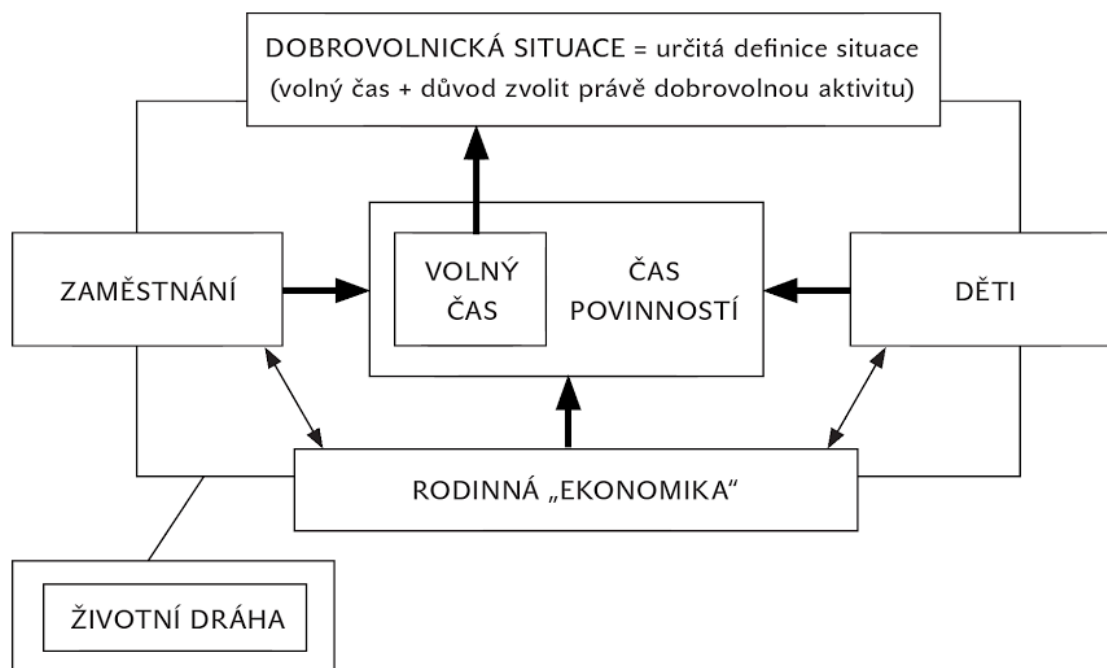 DOBROVOLNICKÁ SITUACE = určitá definice situace
(volný čas + důvod zvolit právě dobrovolnou aktivitu)
ZAMĚSTNÁNÍ
VOLNÝ
ČAS
ČAS
POVINNOSTÍ
DĚTI
RODINNÁ „EKONOMIKA“
ŽIVOTNÍ DRÁHA